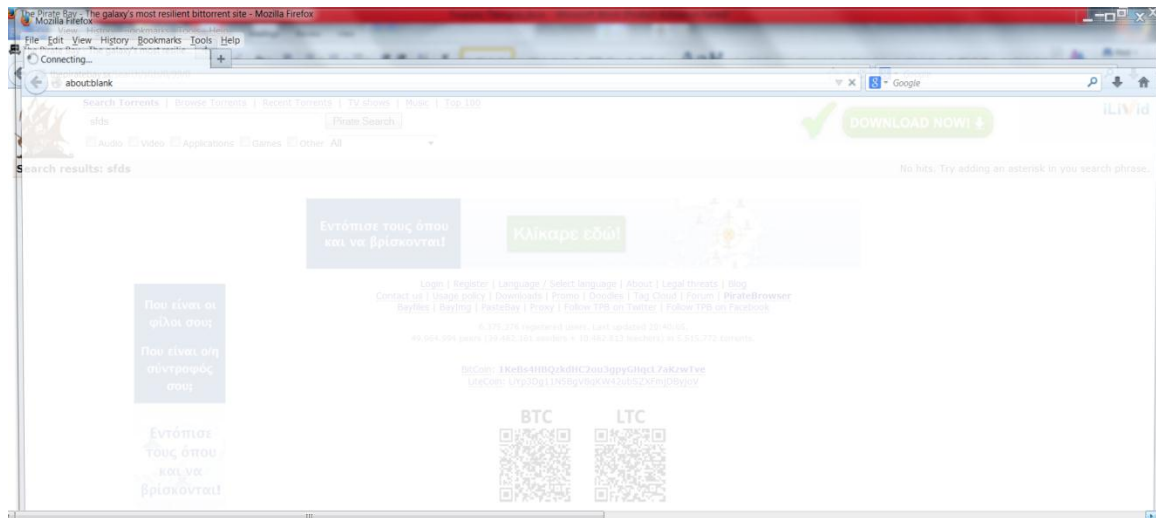 The Pirate Bay - The galaxy's most resilient bittorrent site - Mozilla Firefox
Mozilla Firefox
File Edit View History Bookmarks Tools Help
Connecting...
about:blank
Google
Search Torrents | Browse Torrents | Recent Torrents | TV shows | Music | Top 100
sfds
Pirate Search
Audio Video Applications Games Other All
DOWNLOAD NOW!
iLivid
Search results: sfds
No hits. Try adding an asterisk in you search phrase.
Εντόπισε τους όπου
και να βρίσκονται!
Κλίκαρε εδώ!
Login | Register | Language / Select language | About | Legal threats | Blog
Contact us | Usage policy | Downloads | Promo | Doodles | Tag Cloud | Forum | PirateBrowser
BayFiles | BayImg | PasteBay | Proxy | Follow TPB on Twitter | Follow TPB on Facebook
Που είναι οι
φίλοι σου;
Που είναι ο/η
σύντροφός
σου;
BitCoin:
LiteCoin:
BTC
LTC
Εντόπισε
τους όπου
και να
βρίσκονται!